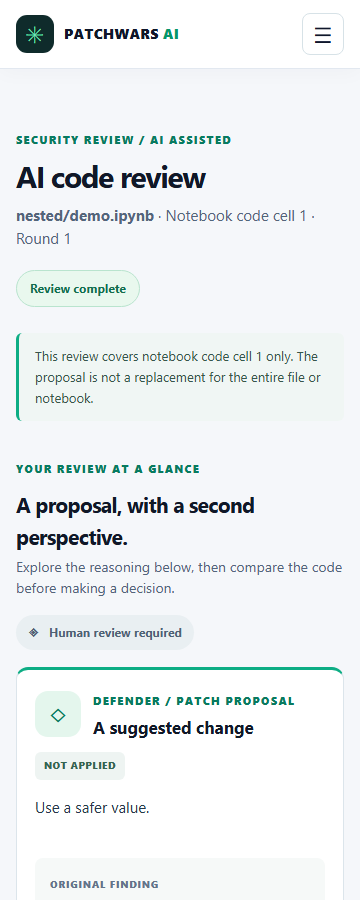 PATCHWARS AI
SECURITY REVIEW / AI ASSISTED
AI code review
nested/demo.ipynb · Notebook code cell 1 ·
Round 1
Review complete
This review covers notebook code cell 1 only. The
proposal is not a replacement for the entire file or
notebook.
YOUR REVIEW AT A GLANCE
A proposal, with a second
perspective.
Explore the reasoning below, then compare the code
before making a decision.
Human review required
DEFENDER / PATCH PROPOSAL
A suggested change
NOT APPLIED
Use a safer value.
ORIGINAL FINDING